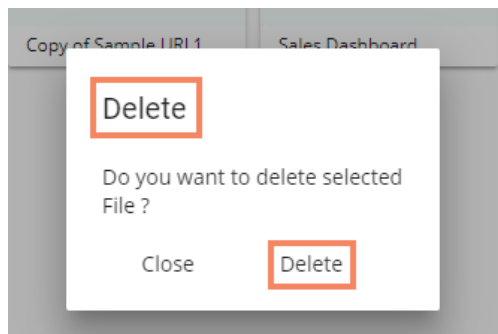 Copy of Sample URL1
Sales Dashboard
Delete
Do you want to delete selected
File ?
Close
Delete